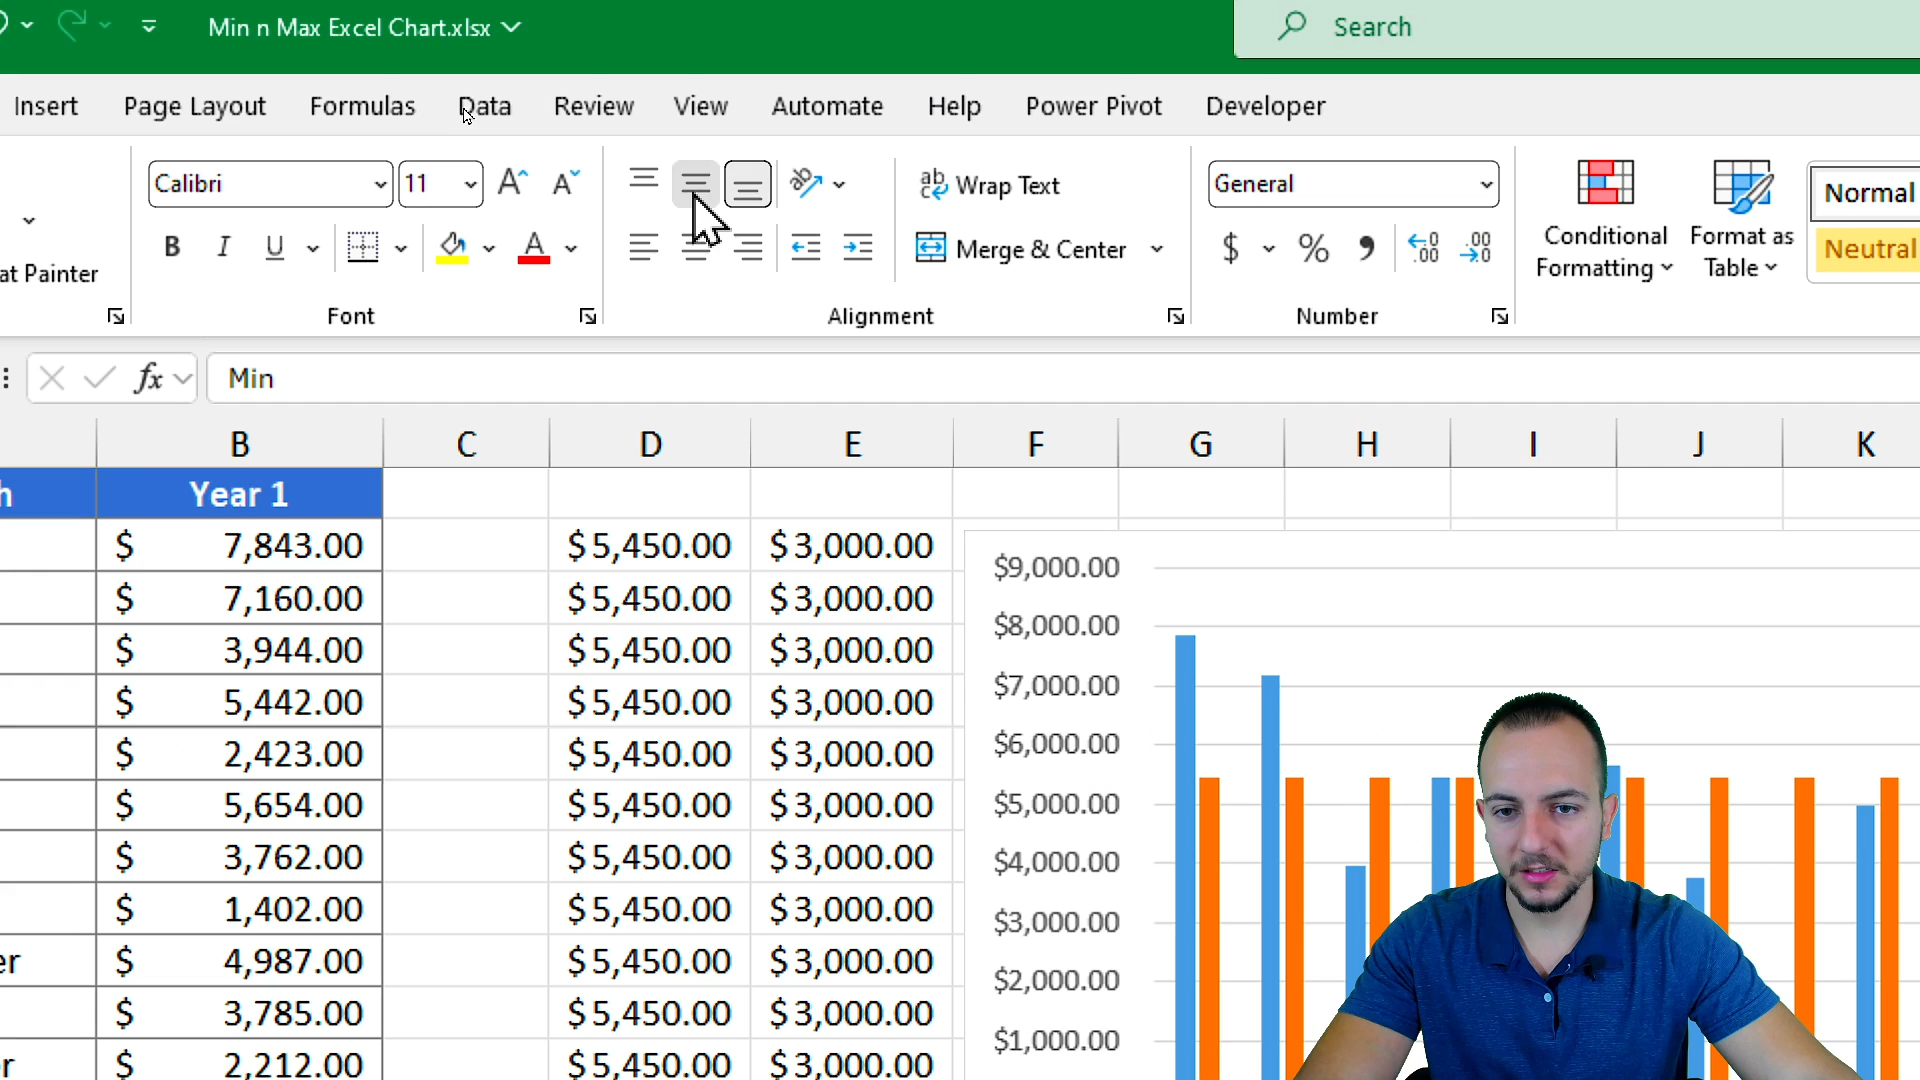 Min n Max Excel Chart.xlsx
Search
Insert Page Layout Formulas Data Review View Automate Help Power Pivot Developer
Calibri 11 A A ab Wrap Text General Conditional Formatting Format as Table Normal
at Painter B I U A Merge & Center $ % , Neutral
Font Alignment Number
fx Min
B C D E F G H I J K
h Year 1
$ 7,843.00 $5,450.00 $3,000.00
$ 7,160.00 $5,450.00 $3,000.00
$ 3,944.00 $5,450.00 $3,000.00
$ 5,442.00 $5,450.00 $3,000.00
$ 2,423.00 $5,450.00 $3,000.00
$ 5,654.00 $5,450.00 $3,000.00
$ 3,762.00 $5,450.00 $3,000.00
$ 1,402.00 $5,450.00 $3,000.00
er $ 4,987.00 $5,450.00 $3,000.00
$ 3,785.00 $5,450.00 $3,000.00
r $ 2,212.00 $5,450.00 $3,000.00
$9,000.00
$8,000.00
$7,000.00
$6,000.00
$5,000.00
$4,000.00
$3,000.00
$2,000.00
$1,000.00